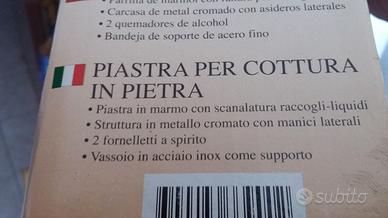 • Parrilla de mármol con ranura
• Carcasa de metal cromado con asideros laterales
• 2 quemadores de alcohol
• Bandeja de soporte de acero fino
PIASTRA PER COTTURA
IN PIETRA
• Piastra in marmo con scanalatura raccogli-liquidi
• Struttura in metallo cromato con manici laterali
• 2 fornelletti a spirito
• Vassoio in acciaio inox come supporto
subito